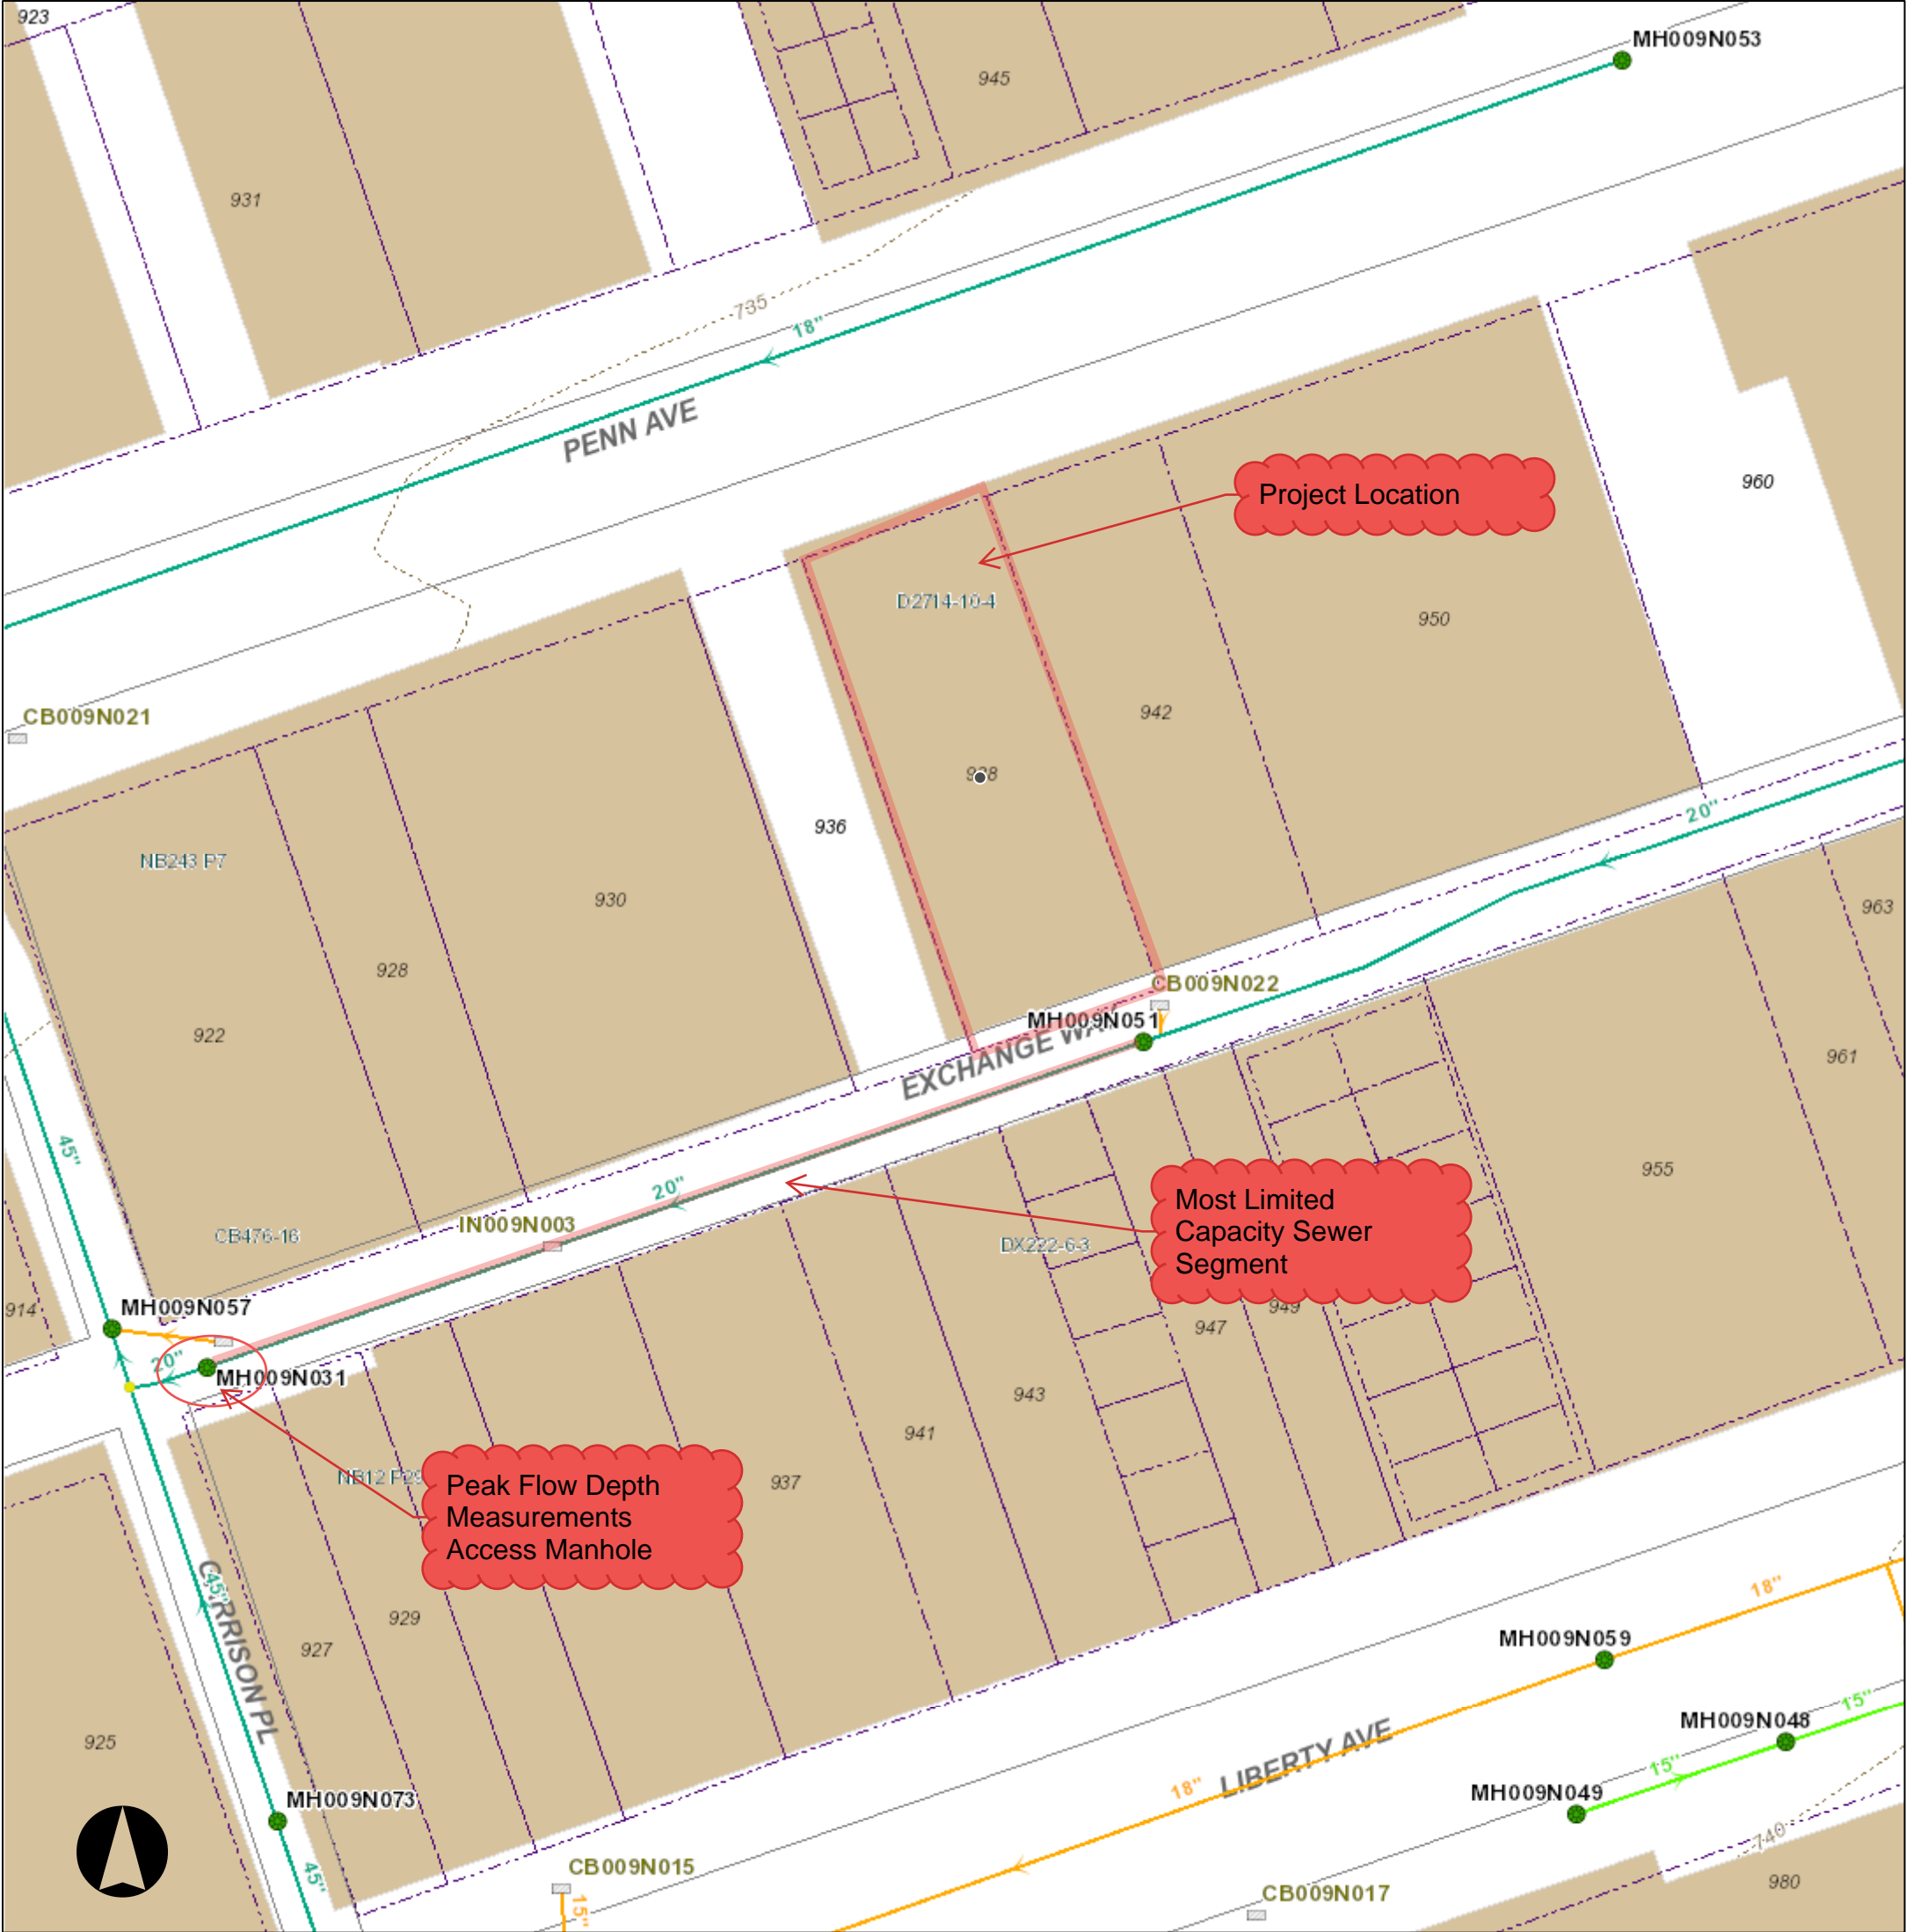 923
MH009N053
945
931
735
18"
PENN AVE
Project Location
960
D2714-10-4
950
942
CB009N021
938
936
20"
NB243 P7
930
963
928
922
CB009N022
MH009N051
EXCHANGE WAY
961
45"
20"
955
IN009N003
CB476-16
DX222-6-3
Most Limited
Capacity Sewer
Segment
914
MH009N057
949
947
20"
MH009N031
943
941
937
NB12 P29
Peak Flow Depth
Measurements
Access Manhole
45"
929
927
18"
MH009N059
15"
MH009N048
925
LIBERTY AVE
18"
15"
MH009N049
MH009N073
740
45"
CB009N015
980
CB009N017
15"